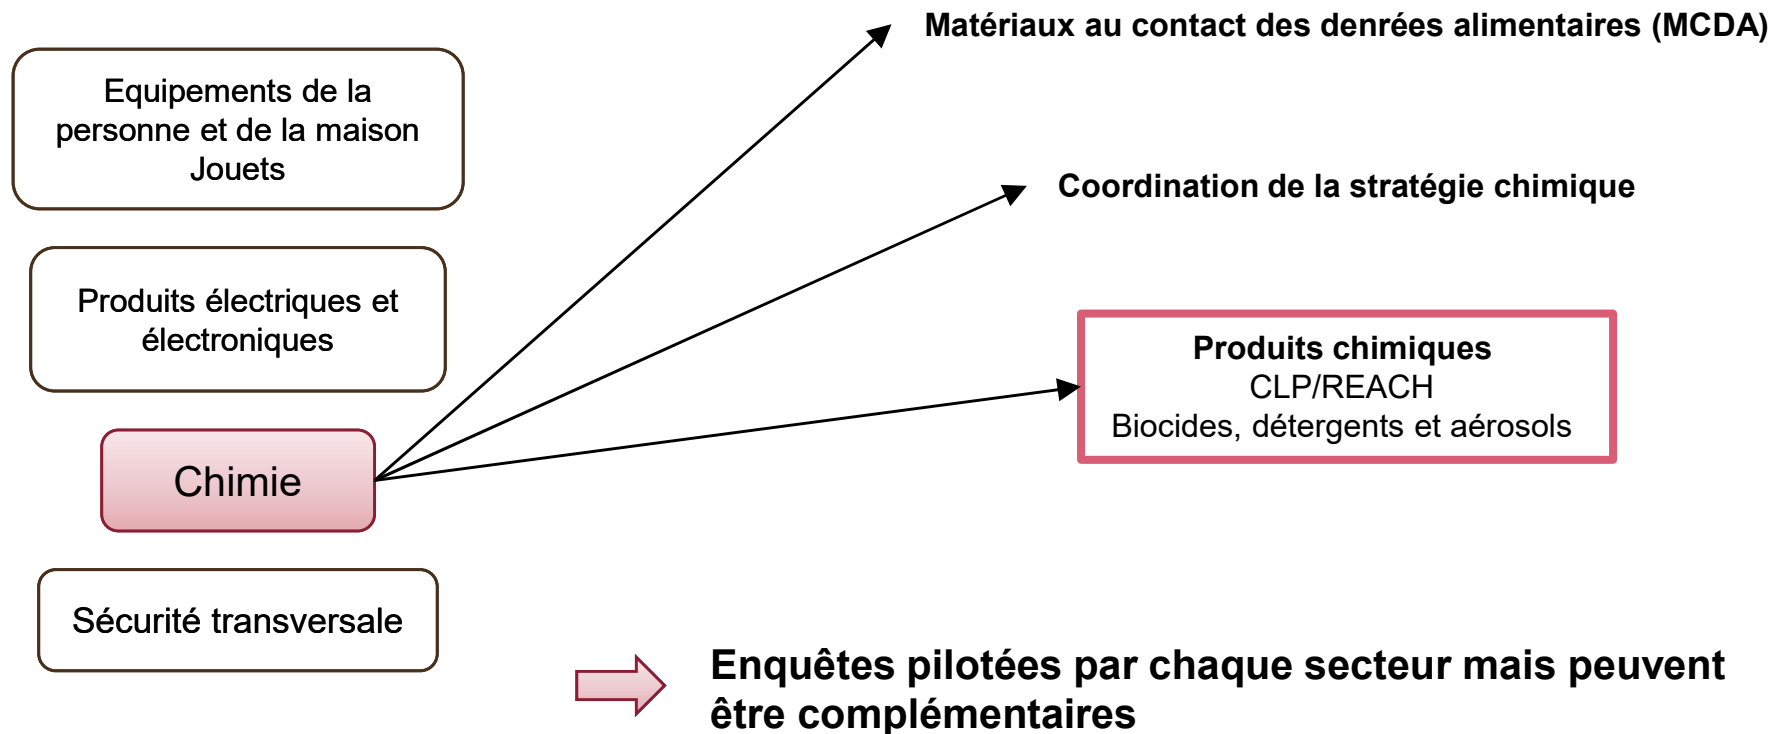 Matériaux au contact des denrées alimentaires (MCDA)
Equipements de la
personne et de la maison
Jouets
Coordination de la stratégie chimique
Produits électriques et
électroniques
Produits chimiques
CLP/REACH
Biocides, détergents et aérosols
Chimie
Sécurité transversale
Enquêtes pilotées par chaque secteur mais peuvent
être complémentaires